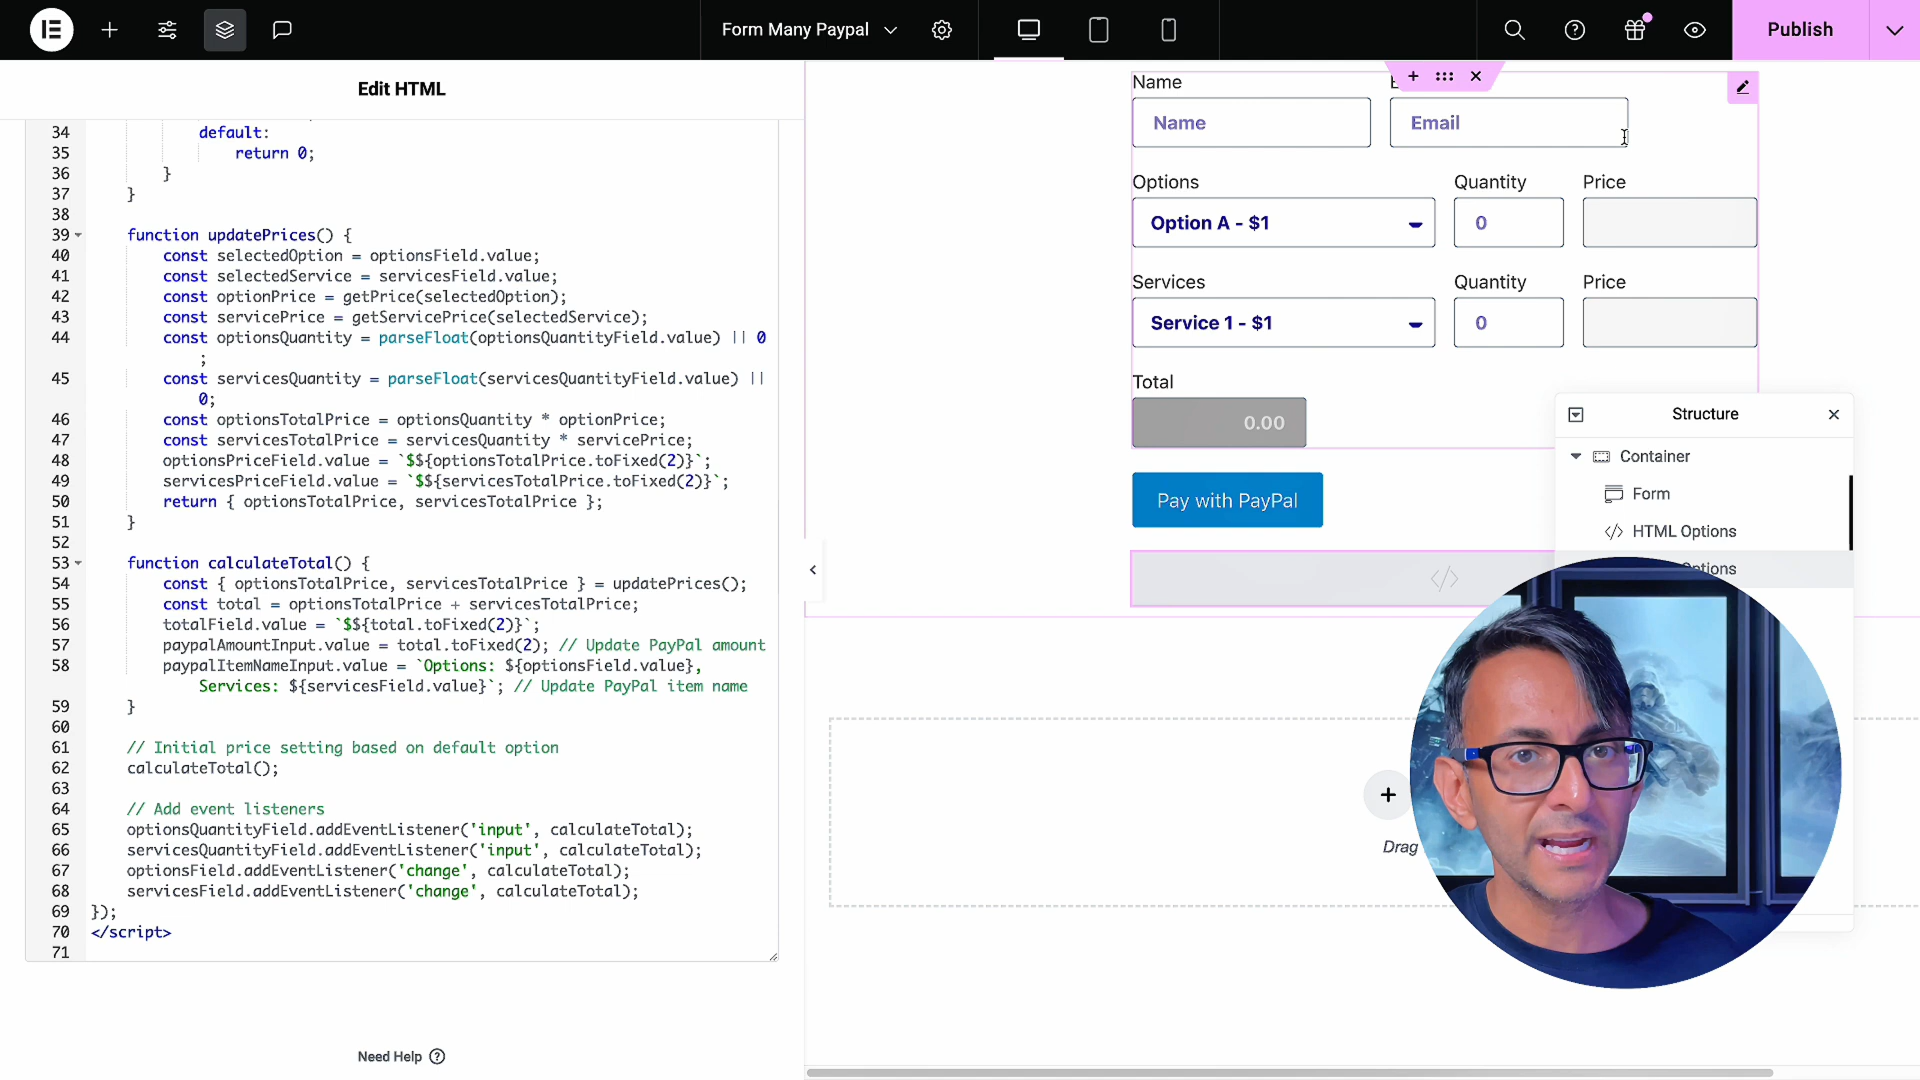 Form Many Paypal
Publish
Edit HTML
34 default:
35 return 0;
36 }
37 }
38
39 function updatePrices() {
40 const selectedOption = optionsField.value;
41 const selectedService = servicesField.value;
42 const optionPrice = getPrice(selectedOption);
43 const servicePrice = getServicePrice(selectedService);
44 const optionsQuantity = parseFloat(optionsQuantityField.value) || 0
;
45 const servicesQuantity = parseFloat(servicesQuantityField.value) ||
0;
46 const optionsTotalPrice = optionsQuantity * optionPrice;
47 const servicesTotalPrice = servicesQuantity * servicePrice;
48 optionsPriceField.value = `$${optionsTotalPrice.toFixed(2)}`;
49 servicesPriceField.value = `$${servicesTotalPrice.toFixed(2)}`;
50 return { optionsTotalPrice, servicesTotalPrice };
51 }
52
53 function calculateTotal() {
54 const { optionsTotalPrice, servicesTotalPrice } = updatePrices();
55 const total = optionsTotalPrice + servicesTotalPrice;
56 totalField.value = `$${total.toFixed(2)}`;
57 paypalAmountInput.value = total.toFixed(2); // Update PayPal amount
58 paypalItemNameInput.value = `Options: ${optionsField.value},
Services: ${servicesField.value}`; // Update PayPal item name
59 }
60
61 // Initial price setting based on default option
62 calculateTotal();
63
64 // Add event listeners
65 optionsQuantityField.addEventListener('input', calculateTotal);
66 servicesQuantityField.addEventListener('input', calculateTotal);
67 optionsField.addEventListener('change', calculateTotal);
68 servicesField.addEventListener('change', calculateTotal);
69 });
70 </script>
71
Need Help
Name
Name
Email
Options Quantity Price
Option A - $1 0
Services Quantity Price
Service 1 - $1 0
Total
0.00
Pay with PayPal
Structure
Container
Form
HTML Options
Options
Drag